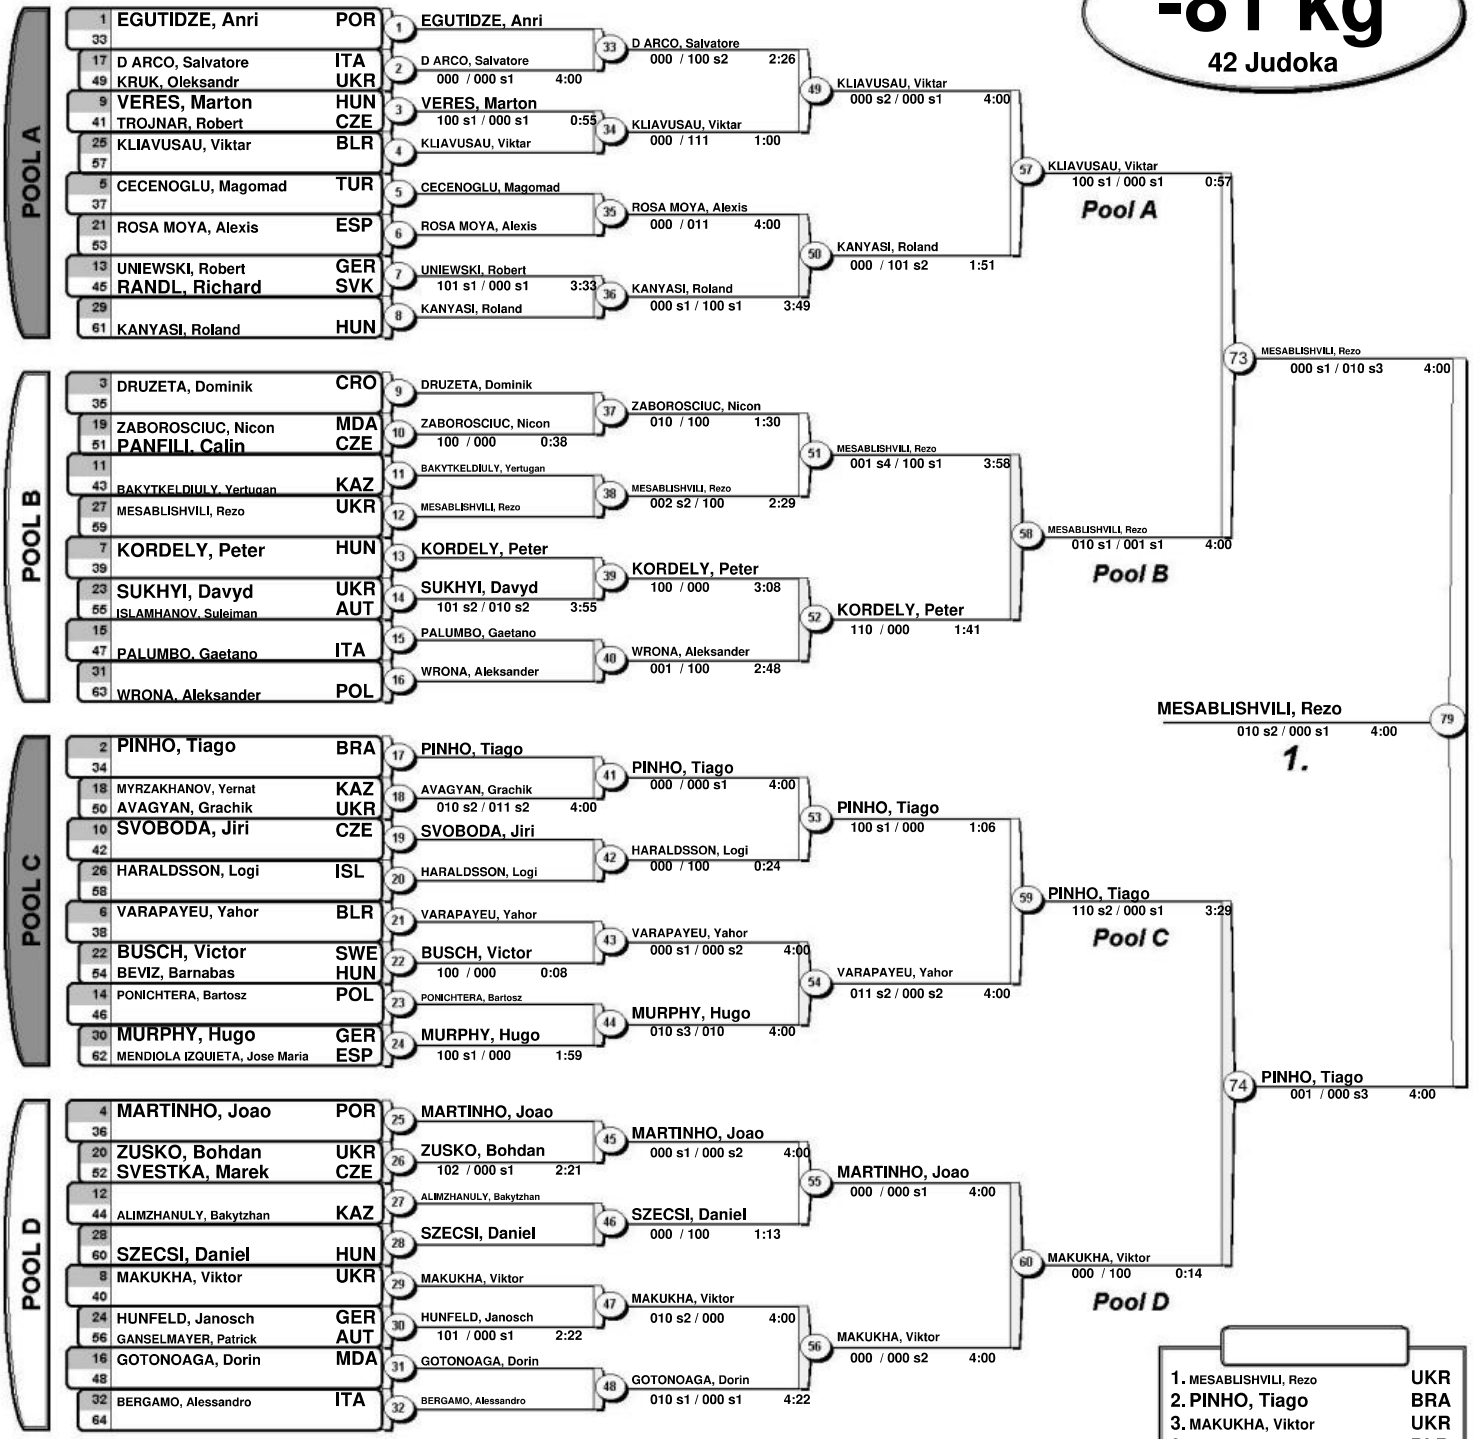 -81 kg
42 Judoka
POOL A
1 EGUTIDZE, Anri POR
33
17 D ARCO, Salvatore ITA
49 KRUK, Oleksandr UKR
9 VERES, Marton HUN
41 TROJNAR, Robert CZE
25 KLIAVUSAU, Viktar BLR
57
5 CECENOGLU, Magomad TUR
37
21 ROSA MOYA, Alexis ESP
53
13 UNIEWSKI, Robert GER
45 RANDL, Richard SVK
29
61 KANYASI, Roland HUN
1 EGUTIDZE, Anri
2 D ARCO, Salvatore
000 / 000 s1 4:00
3 VERES, Marton
100 s1 / 000 s1 0:55
4 KLIAVUSAU, Viktar
5 CECENOGLU, Magomad
6 ROSA MOYA, Alexis
7 UNIEWSKI, Robert
101 s1 / 000 s1 3:33
8 KANYASI, Roland
33 D ARCO, Salvatore
000 / 100 s2 2:26
34 KLIAVUSAU, Viktar
000 / 111 1:00
35 ROSA MOYA, Alexis
000 / 011 4:00
36 KANYASI, Roland
000 s1 / 100 s1 3:49
49 KLIAVUSAU, Viktar
000 s2 / 000 s1 4:00
50 KANYASI, Roland
000 / 101 s2 1:51
57 KLIAVUSAU, Viktar
100 s1 / 000 s1 0:57
Pool A
POOL B
3 DRUZETA, Dominik CRO
35
19 ZABOROSCIUC, Nicon MDA
51 PANFILI, Calin CZE
11
43 BAKYTKELDIULY, Yertugan KAZ
27 MESABLISHVILI, Rezo UKR
59
7 KORDELY, Peter HUN
39
23 SUKHYI, Davyd UKR
55 ISLAMHANOV, Sulejman AUT
15
47 PALUMBO, Gaetano ITA
31
63 WRONA, Aleksander POL
9 DRUZETA, Dominik
10 ZABOROSCIUC, Nicon
100 / 000 0:38
11 BAKYTKELDIULY, Yertugan
12 MESABLISHVILI, Rezo
13 KORDELY, Peter
14 SUKHYI, Davyd
101 s2 / 010 s2 3:55
15 PALUMBO, Gaetano
16 WRONA, Aleksander
37 ZABOROSCIUC, Nicon
010 / 100 1:30
38 MESABLISHVILI, Rezo
002 s2 / 100 2:29
39 KORDELY, Peter
100 / 000 3:08
40 WRONA, Aleksander
001 / 100 2:48
51 MESABLISHVILI, Rezo
001 s4 / 100 s1 3:58
52 KORDELY, Peter
110 / 000 1:41
58 MESABLISHVILI, Rezo
010 s1 / 001 s1 4:00
Pool B
73 MESABLISHVILI, Rezo
000 s1 / 010 s3 4:00
MESABLISHVILI, Rezo 79
010 s2 / 000 s1 4:00
1.
POOL C
2 PINHO, Tiago BRA
34
18 MYRZAKHANOV, Yernat KAZ
50 AVAGYAN, Grachik UKR
10 SVOBODA, Jiri CZE
42
26 HARALDSSON, Logi ISL
58
6 VARAPAYEU, Yahor BLR
38
22 BUSCH, Victor SWE
54 BEVIZ, Barnabas HUN
14 PONICHTERA, Bartosz POL
46
30 MURPHY, Hugo GER
62 MENDIOLA IZQUIETA, Jose Maria ESP
17 PINHO, Tiago
18 AVAGYAN, Grachik
010 s2 / 011 s2 4:00
19 SVOBODA, Jiri
20 HARALDSSON, Logi
21 VARAPAYEU, Yahor
22 BUSCH, Victor
100 / 000 0:08
23 PONICHTERA, Bartosz
24 MURPHY, Hugo
100 s1 / 000 1:59
41 PINHO, Tiago
000 / 000 s1 4:00
42 HARALDSSON, Logi
000 / 100 0:24
43 VARAPAYEU, Yahor
000 s1 / 000 s2 4:00
44 MURPHY, Hugo
010 s3 / 010 4:00
53 PINHO, Tiago
100 s1 / 000 1:06
54 VARAPAYEU, Yahor
011 s2 / 000 s2 4:00
59 PINHO, Tiago
110 s2 / 000 s1 3:29
Pool C
74 PINHO, Tiago
001 / 000 s3 4:00
POOL D
4 MARTINHO, Joao POR
36
20 ZUSKO, Bohdan UKR
52 SVESTKA, Marek CZE
12
44 ALIMZHANULY, Bakytzhan KAZ
28
60 SZECSI, Daniel HUN
8 MAKUKHA, Viktor UKR
40
24 HUNFELD, Janosch GER
56 GANSELMAYER, Patrick AUT
16 GOTONOAGA, Dorin MDA
48
32 BERGAMO, Alessandro ITA
64
25 MARTINHO, Joao
26 ZUSKO, Bohdan
102 / 000 s1 2:21
27 ALIMZHANULY, Bakytzhan
28 SZECSI, Daniel
29 MAKUKHA, Viktor
30 HUNFELD, Janosch
101 / 000 s1 2:22
31 GOTONOAGA, Dorin
32 BERGAMO, Alessandro
45 MARTINHO, Joao
000 s1 / 000 s2 4:00
46 SZECSI, Daniel
000 / 100 1:13
47 MAKUKHA, Viktor
010 s2 / 000 4:00
48 GOTONOAGA, Dorin
010 s1 / 000 s1 4:22
55 MARTINHO, Joao
000 / 000 s1 4:00
56 MAKUKHA, Viktor
000 / 000 s2 4:00
60 MAKUKHA, Viktor
000 / 100 0:14
Pool D
1. MESABLISHVILI, Rezo UKR
2. PINHO, Tiago BRA
3. MAKUKHA, Viktor UKR